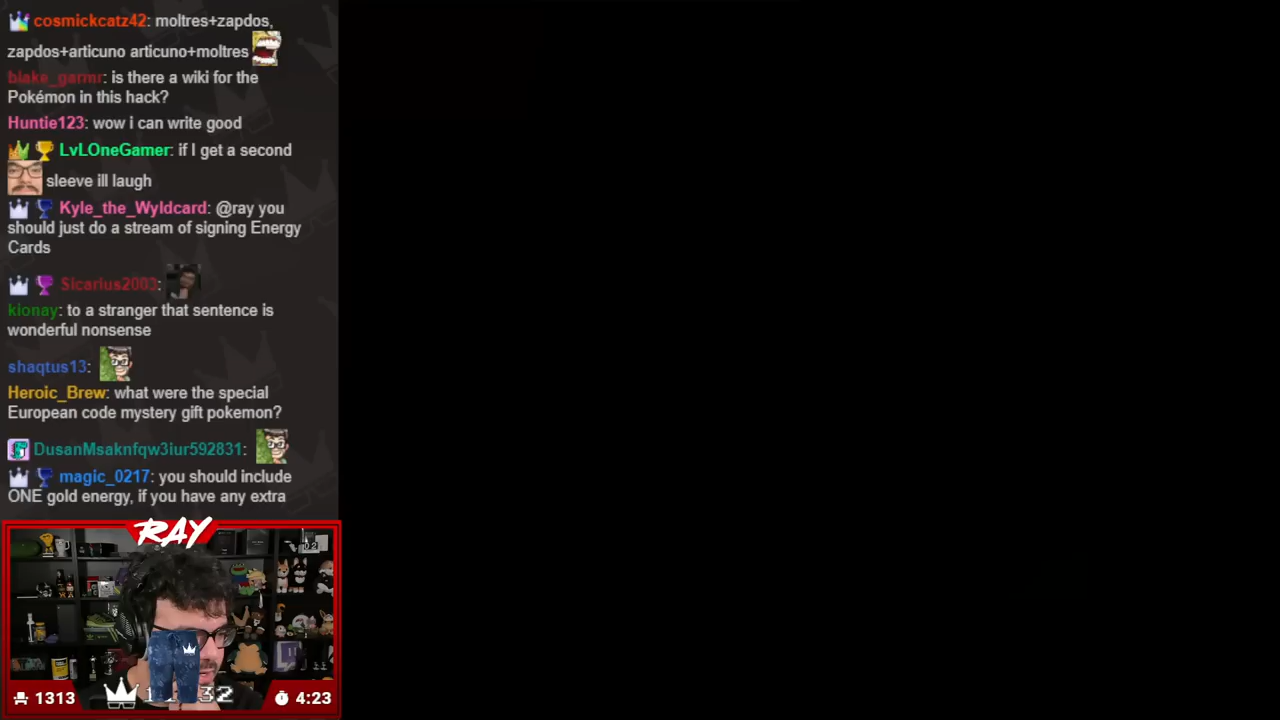 cosmickcatz42: moltres+zapdos,
zapdos+articuno articuno+moltres
blake_garmr: is there a wiki for the
Pokémon in this hack?
Huntie123: wow i can write good
LvLOneGamer: if I get a second
sleeve ill laugh
Kyle_the_Wyldcard: @ray you
should just do a stream of signing Energy
Cards
Sicarius2003:
kionay: to a stranger that sentence is
wonderful nonsense
shaqtus13:
Heroic_Brew: what were the special
European code mystery gift pokemon?
DusanMsaknfqw3iur592831:
magic_0217: you should include
ONE gold energy, if you have any extra
RAY
1313
32
4:23